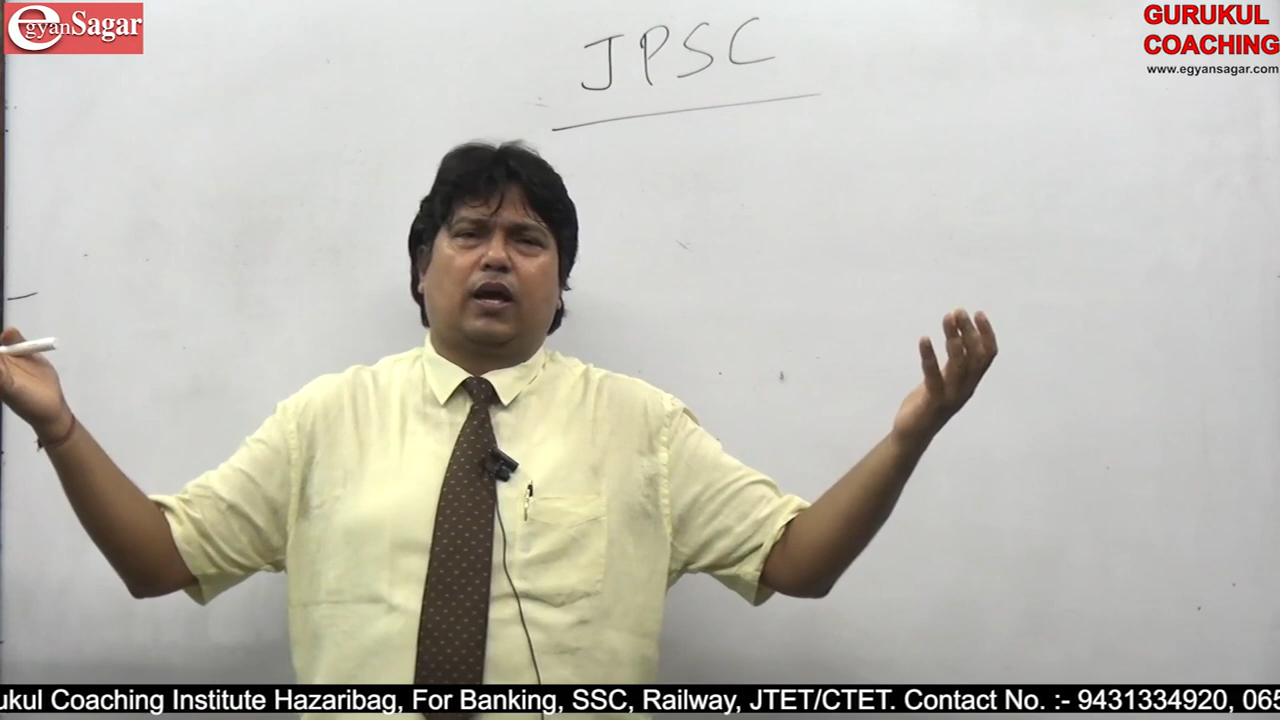 egyanSagar
GURUKUL
COACHING
www.egyansagar.com
JPSC
ukul Coaching Institute Hazaribag, For Banking, SSC, Railway, JTET/CTET. Contact No. :- 9431334920, 065